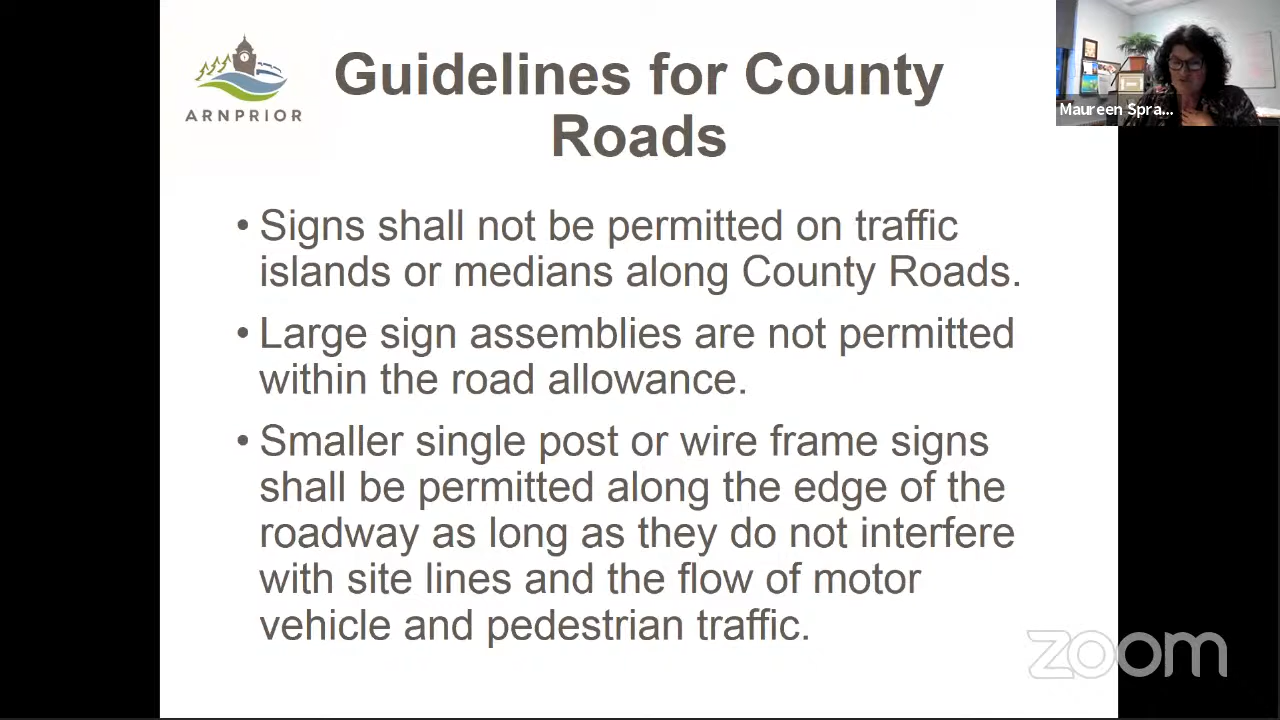 ARNPRIOR
Guidelines for County
Roads
Maureen Spra...
• Signs shall not be permitted on traffic
islands or medians along County Roads.
• Large sign assemblies are not permitted
within the road allowance.
• Smaller single post or wire frame signs
shall be permitted along the edge of the
roadway as long as they do not interfere
with site lines and the flow of motor
vehicle and pedestrian traffic.
zoom